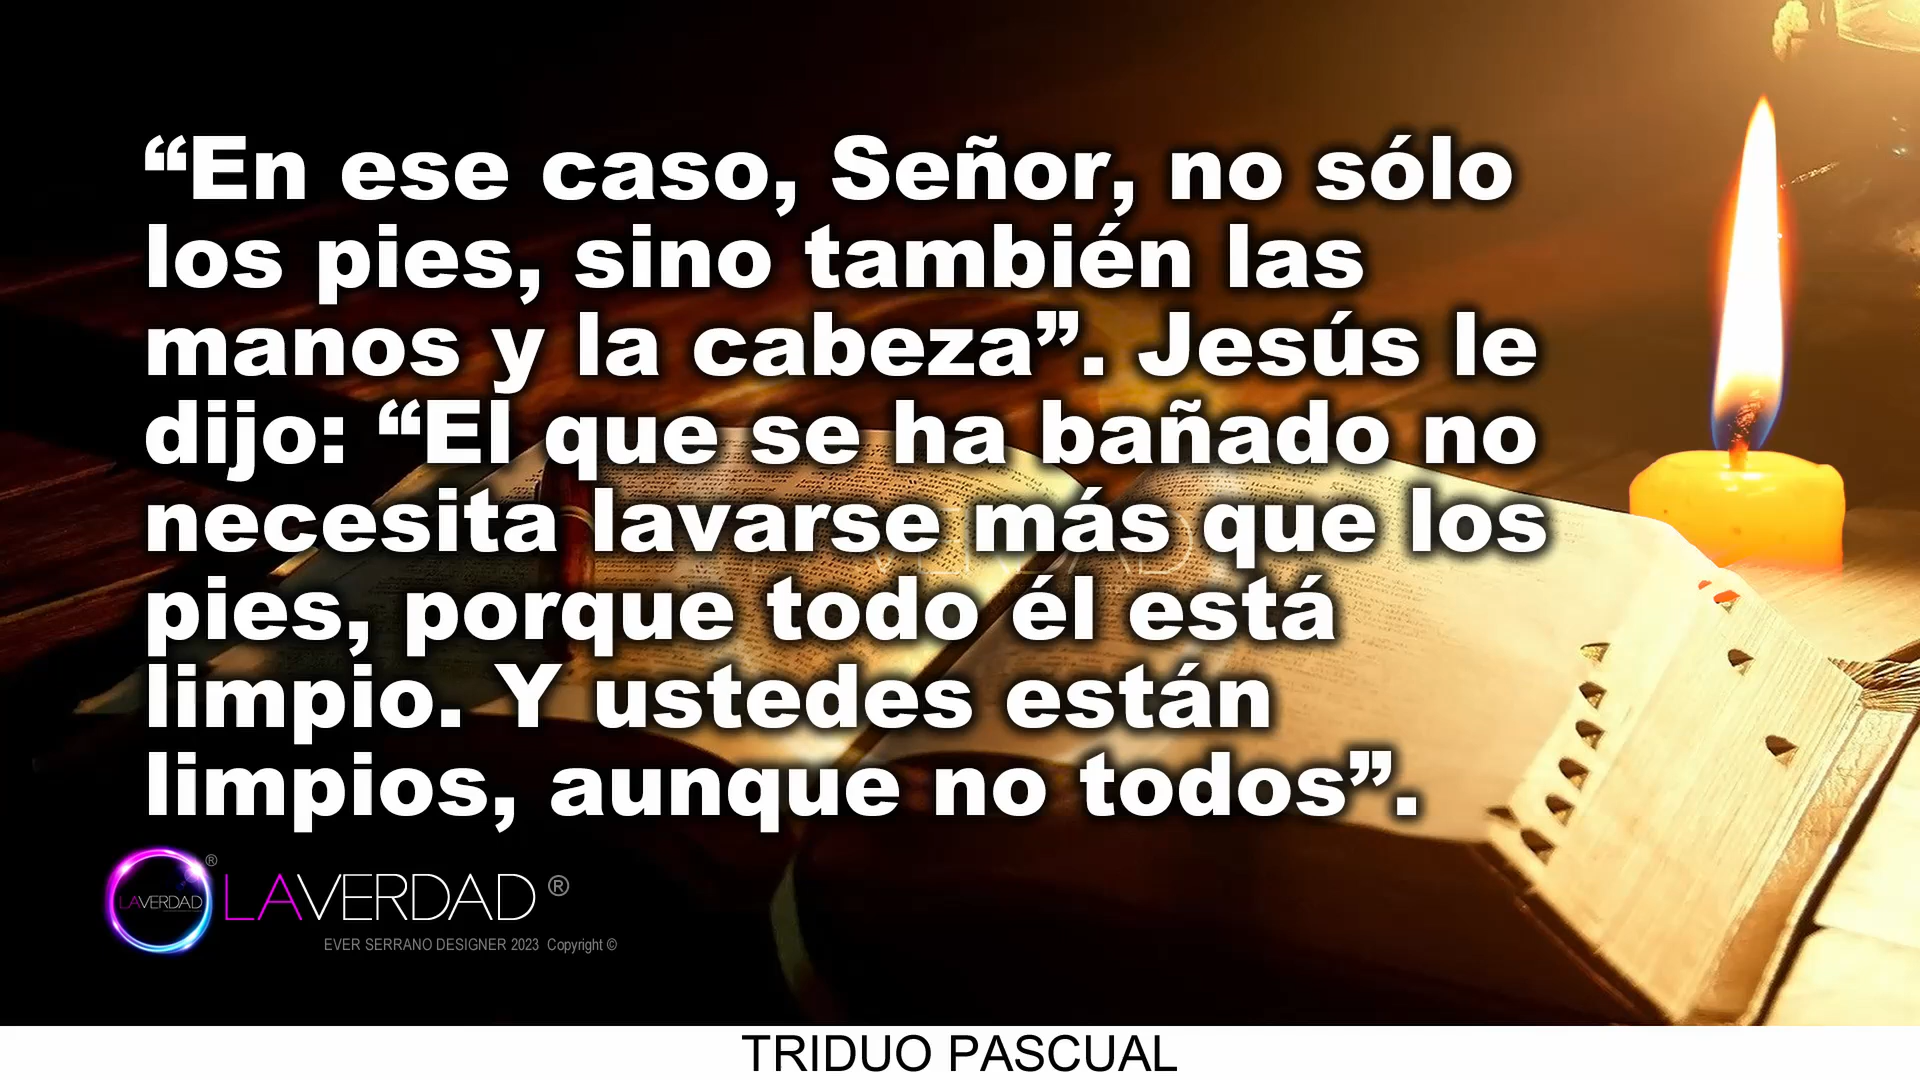 “En ese caso, Señor, no sólo
los pies, sino también las
manos y la cabeza”. Jesús le
dijo: “El que se ha bañado no
necesita lavarse más que los
pies, porque todo él está
limpio. Y ustedes están
limpios, aunque no todos”.
LAVERDAD ®
LAVERDAD ®
EVER SERRANO DESIGNER 2023 Copyright ©
TRIDUO PASCUAL